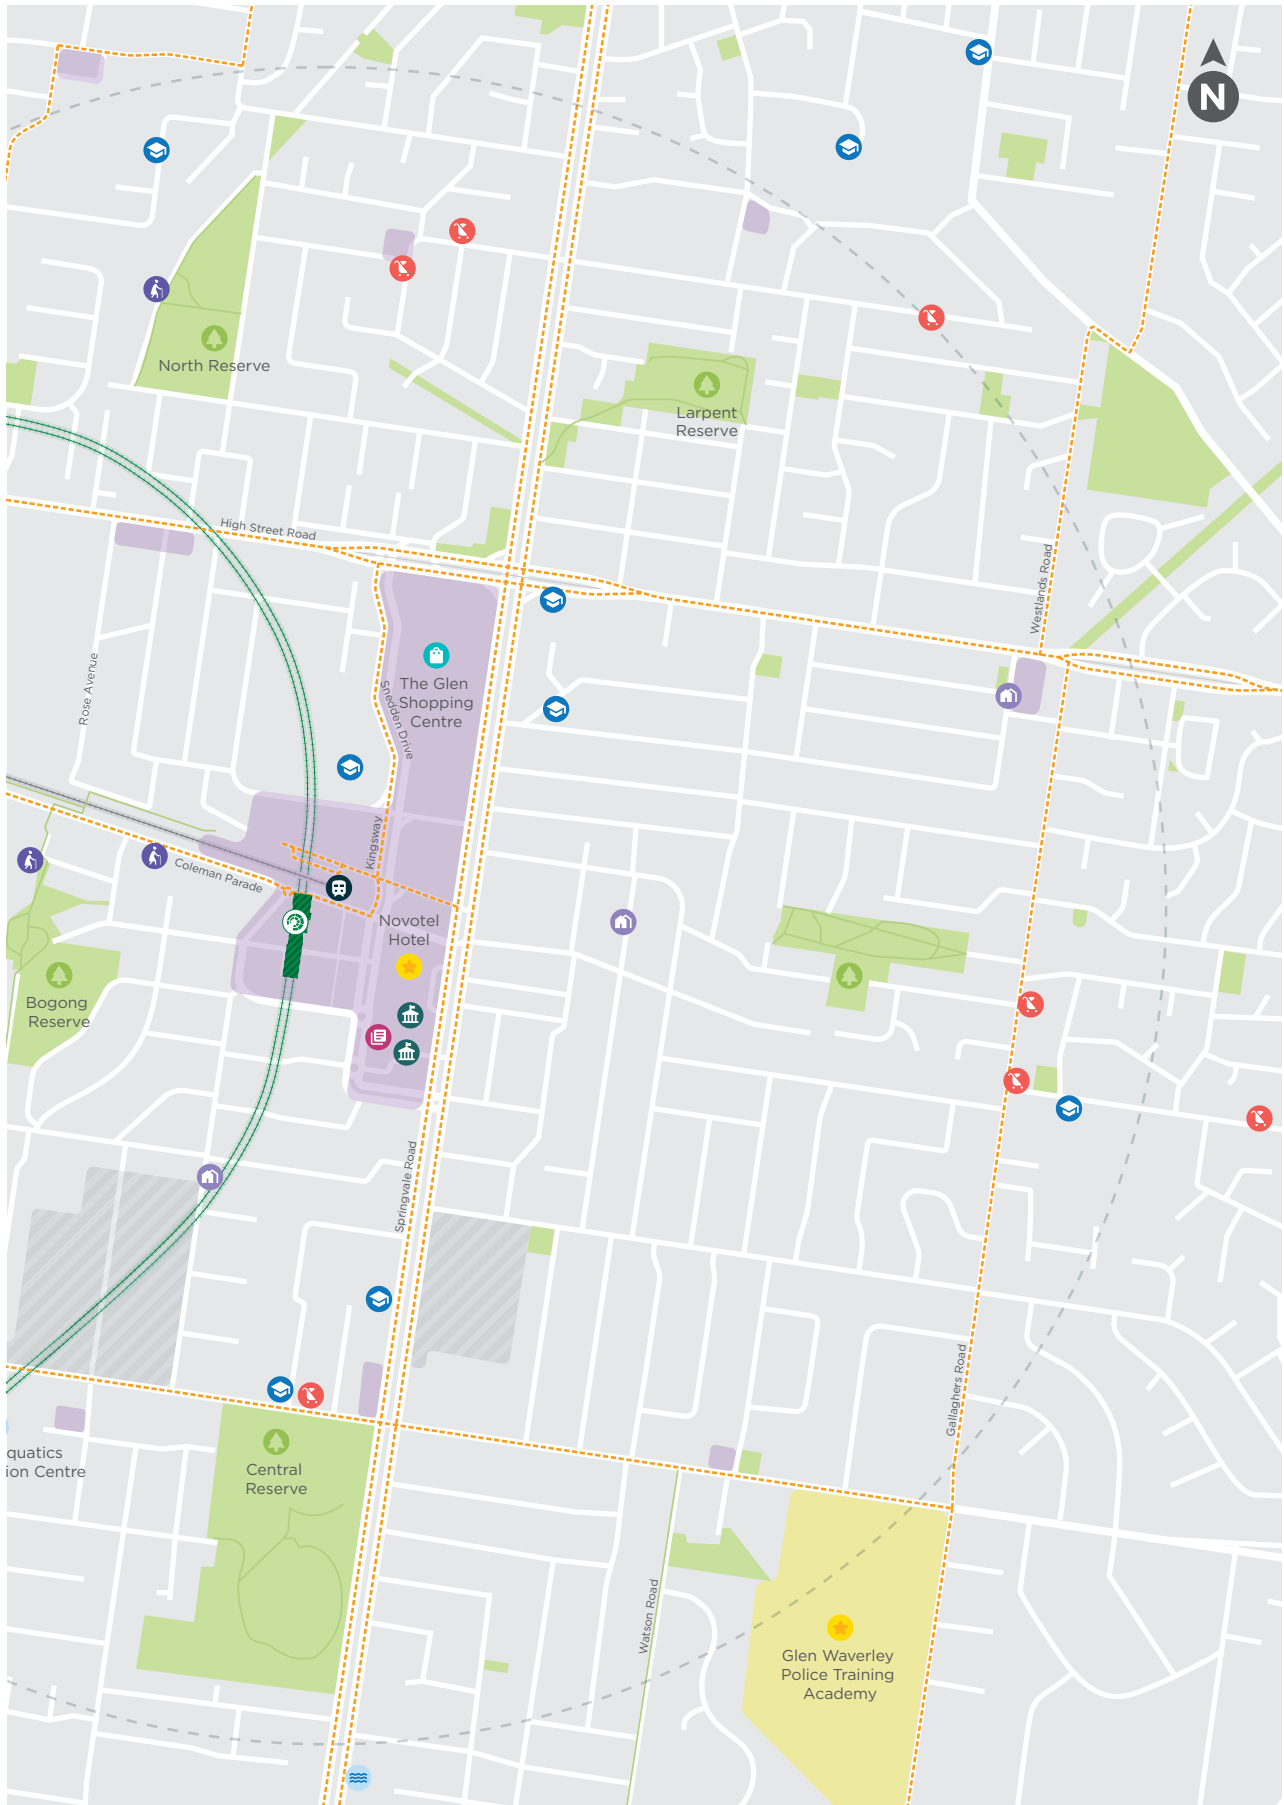 N
North Reserve
Larpent
Reserve
High Street Road
Westlands Road
Rose Avenue
The Glen
Shopping
Centre
Snedden Drive
Kingsway
Coleman Parade
Novotel
Hotel
Bogong
Reserve
Springvale Road
Gallaghers Road
quatics
ion Centre
Central
Reserve
Watson Road
Glen Waverley
Police Training
Academy